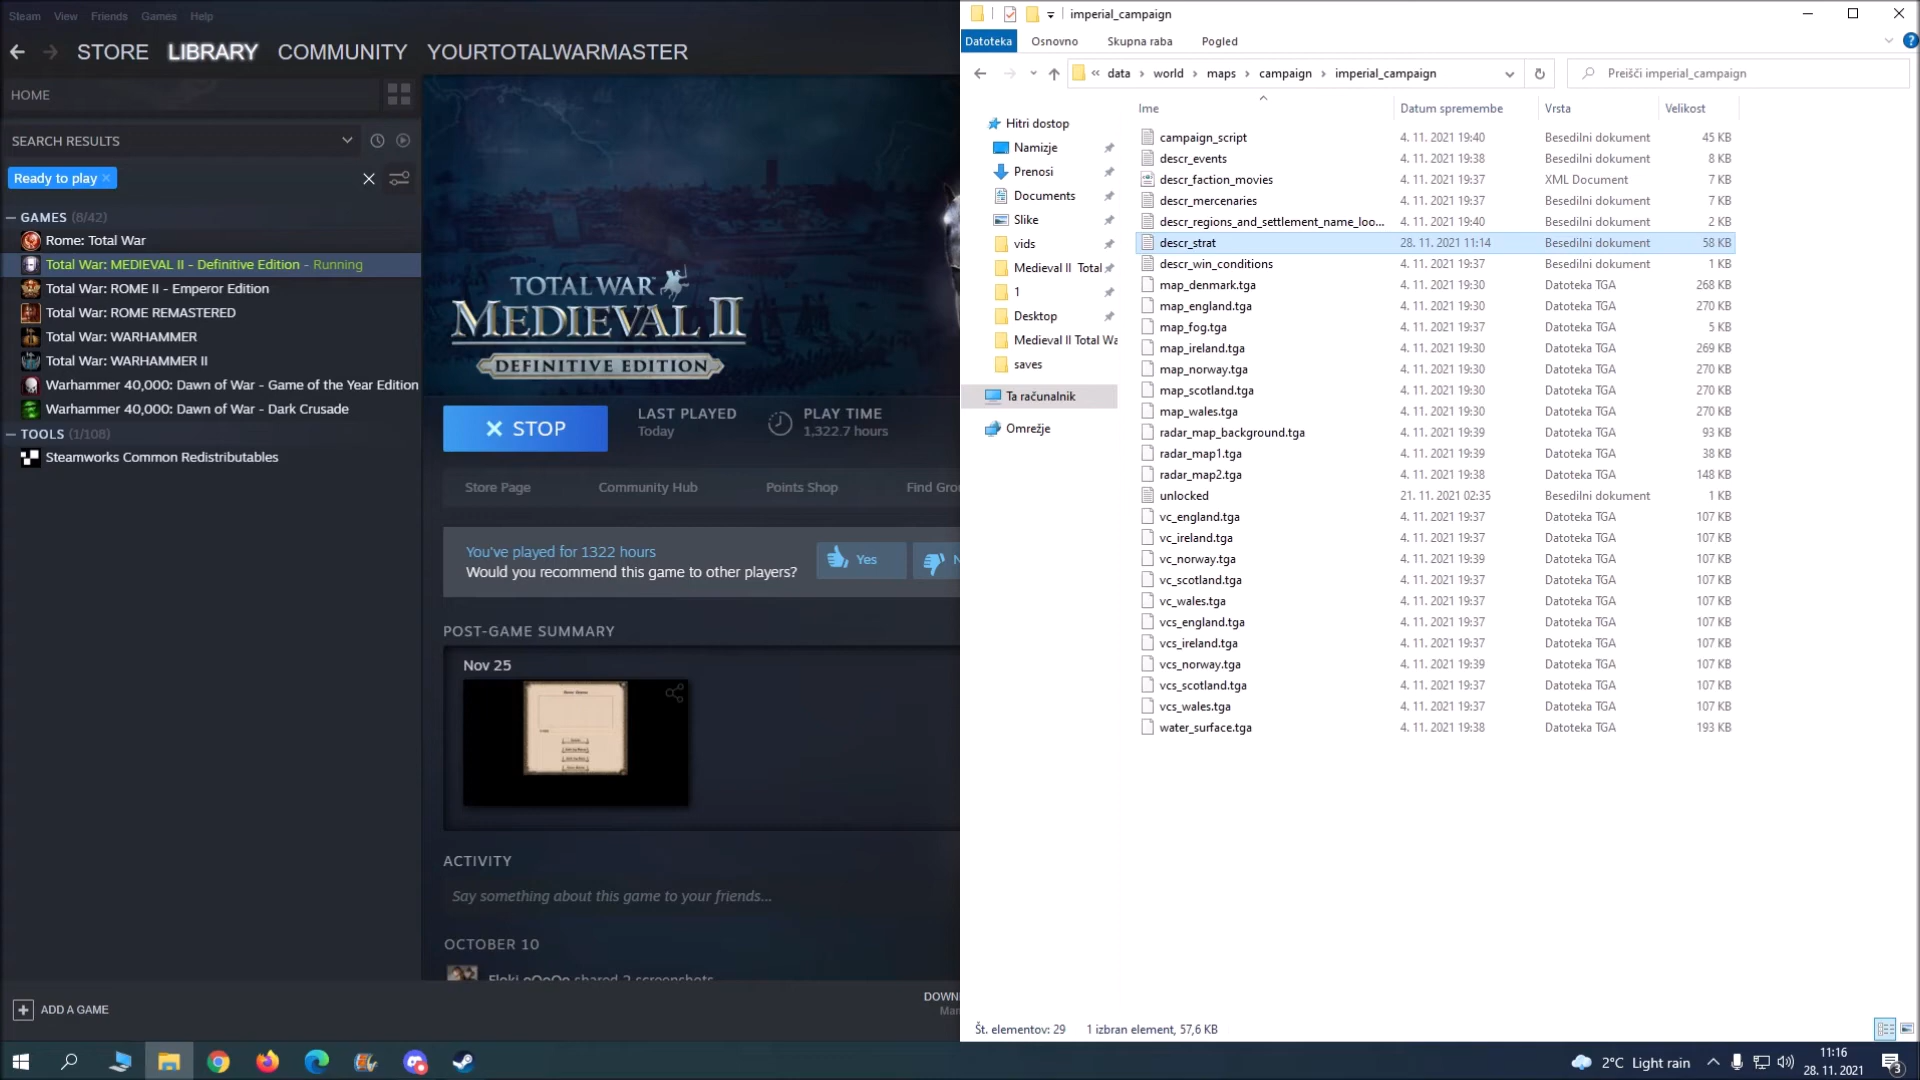 Steam View Friends Games Help
STORE LIBRARY COMMUNITY YOURTOTALWARMASTER
HOME
SEARCH RESULTS
Ready to play ×
GAMES (8/42)
Rome: Total War
Total War: MEDIEVAL II - Definitive Edition - Running
Total War: ROME II - Emperor Edition
Total War: ROME REMASTERED
Total War: WARHAMMER
Total War: WARHAMMER II
Warhammer 40,000: Dawn of War - Game of the Year Edition
Warhammer 40,000: Dawn of War - Dark Crusade
TOOLS (1/108)
Steamworks Common Redistributables
ADD A GAME
TOTAL WAR
MEDIEVAL II
DEFINITIVE EDITION
STOP
LAST PLAYED
Today
PLAY TIME
1,322.7 hours
Store Page Community Hub Points Shop Find Gro
You've played for 1322 hours
Would you recommend this game to other players?
Yes
N
POST-GAME SUMMARY
Nov 25
ACTIVITY
Say something about this game to your friends...
OCTOBER 10
shared 2 screenshots
DOWN
Mar
imperial_campaign
Datoteka Osnovno Skupna raba Pogled
« data › world › maps › campaign › imperial_campaign
Preišči imperial_campaign
Hitri dostop
Namizje
Prenosi
Documents
Slike
vids
Medieval II Total
1
Desktop
Medieval II Total Wa
saves
Ta računalnik
Omrežje
Ime Datum spremembe Vrsta Velikost
campaign_script 4. 11. 2021 19:40 Besedilni dokument 45 KB
descr_events 4. 11. 2021 19:38 Besedilni dokument 8 KB
descr_faction_movies 4. 11. 2021 19:37 XML Document 7 KB
descr_mercenaries 4. 11. 2021 19:37 Besedilni dokument 7 KB
descr_regions_and_settlement_name_loo... 4. 11. 2021 19:40 Besedilni dokument 2 KB
descr_strat 28. 11. 2021 11:14 Besedilni dokument 58 KB
descr_win_conditions 4. 11. 2021 19:37 Besedilni dokument 1 KB
map_denmark.tga 4. 11. 2021 19:30 Datoteka TGA 268 KB
map_england.tga 4. 11. 2021 19:30 Datoteka TGA 270 KB
map_fog.tga 4. 11. 2021 19:30 Datoteka TGA 5 KB
map_ireland.tga 4. 11. 2021 19:30 Datoteka TGA 269 KB
map_norway.tga 4. 11. 2021 19:30 Datoteka TGA 270 KB
map_scotland.tga 4. 11. 2021 19:30 Datoteka TGA 270 KB
map_wales.tga 4. 11. 2021 19:30 Datoteka TGA 270 KB
radar_map_background.tga 4. 11. 2021 19:39 Datoteka TGA 93 KB
radar_map1.tga 4. 11. 2021 19:39 Datoteka TGA 38 KB
radar_map2.tga 4. 11. 2021 19:38 Datoteka TGA 148 KB
unlocked 21. 11. 2021 02:35 Besedilni dokument 1 KB
vc_england.tga 4. 11. 2021 19:37 Datoteka TGA 107 KB
vc_ireland.tga 4. 11. 2021 19:37 Datoteka TGA 107 KB
vc_norway.tga 4. 11. 2021 19:39 Datoteka TGA 107 KB
vc_scotland.tga 4. 11. 2021 19:37 Datoteka TGA 107 KB
vc_wales.tga 4. 11. 2021 19:37 Datoteka TGA 107 KB
vcs_england.tga 4. 11. 2021 19:37 Datoteka TGA 107 KB
vcs_ireland.tga 4. 11. 2021 19:37 Datoteka TGA 107 KB
vcs_norway.tga 4. 11. 2021 19:39 Datoteka TGA 107 KB
vcs_scotland.tga 4. 11. 2021 19:37 Datoteka TGA 107 KB
vcs_wales.tga 4. 11. 2021 19:37 Datoteka TGA 107 KB
water_surface.tga 4. 11. 2021 19:38 Datoteka TGA 193 KB
Št. elementov: 29 1 izbran element, 57,6 KB
2°C Light rain
11:16
28. 11. 2021
3